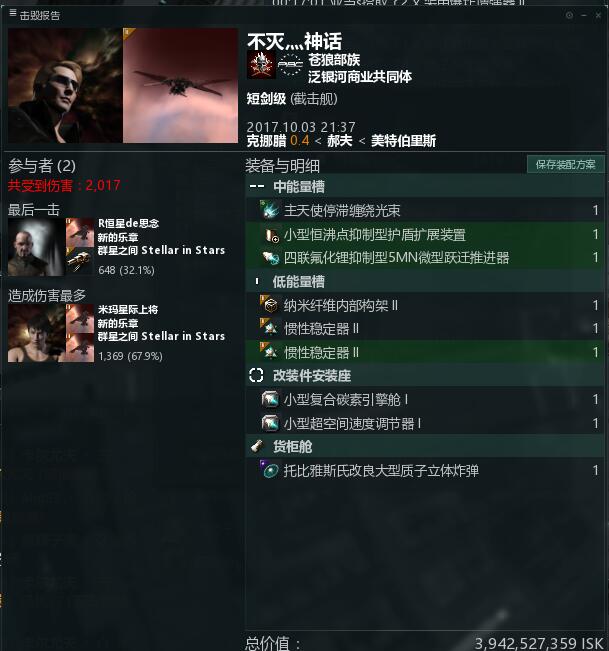 击毁报告
不灭灬神话
苍狼部族
泛银河商业共同体
短剑级 (截击舰)
2017.10.03 21:37
克挪腊 0.4 < 郝夫 < 美特伯里斯
参与者 (2)
共受到伤害：2,017
最后一击
R恒星de思念
新的乐章
群星之间 Stellar in Stars
648 (32.1%)
造成伤害最多
米玛星际上将
新的乐章
群星之间 Stellar in Stars
1,369 (67.9%)
装备与明细
保存装配方案
中能量槽
主天使停滞缠绕光束 1
小型恒沸点抑制型护盾扩展装置 1
四联氟化锂抑制型5MN微型跃迁推进器 1
低能量槽
纳米纤维内部构架 II 1
惯性稳定器 II 1
惯性稳定器 II 1
改装件安装座
小型复合碳素引擎舱 I 1
小型超空间速度调节器 I 1
货柜舱
托比雅斯氏改良大型质子立体炸弹 1
总价值： 3,942,527,359 ISK